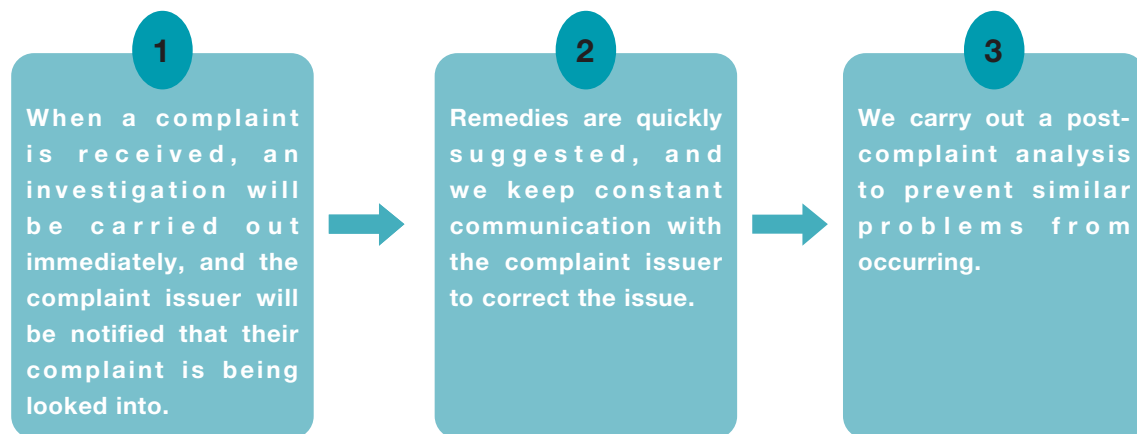 1
When a complaint
is received, an
investigation will
be carried out
immediately, and the
complaint issuer will
be notified that their
complaint is being
looked into.
2
Remedies are quickly
suggested, and
we keep constant
communication with
the complaint issuer
to correct the issue.
3
We carry out a post-
complaint analysis
to prevent similar
problems from
occurring.